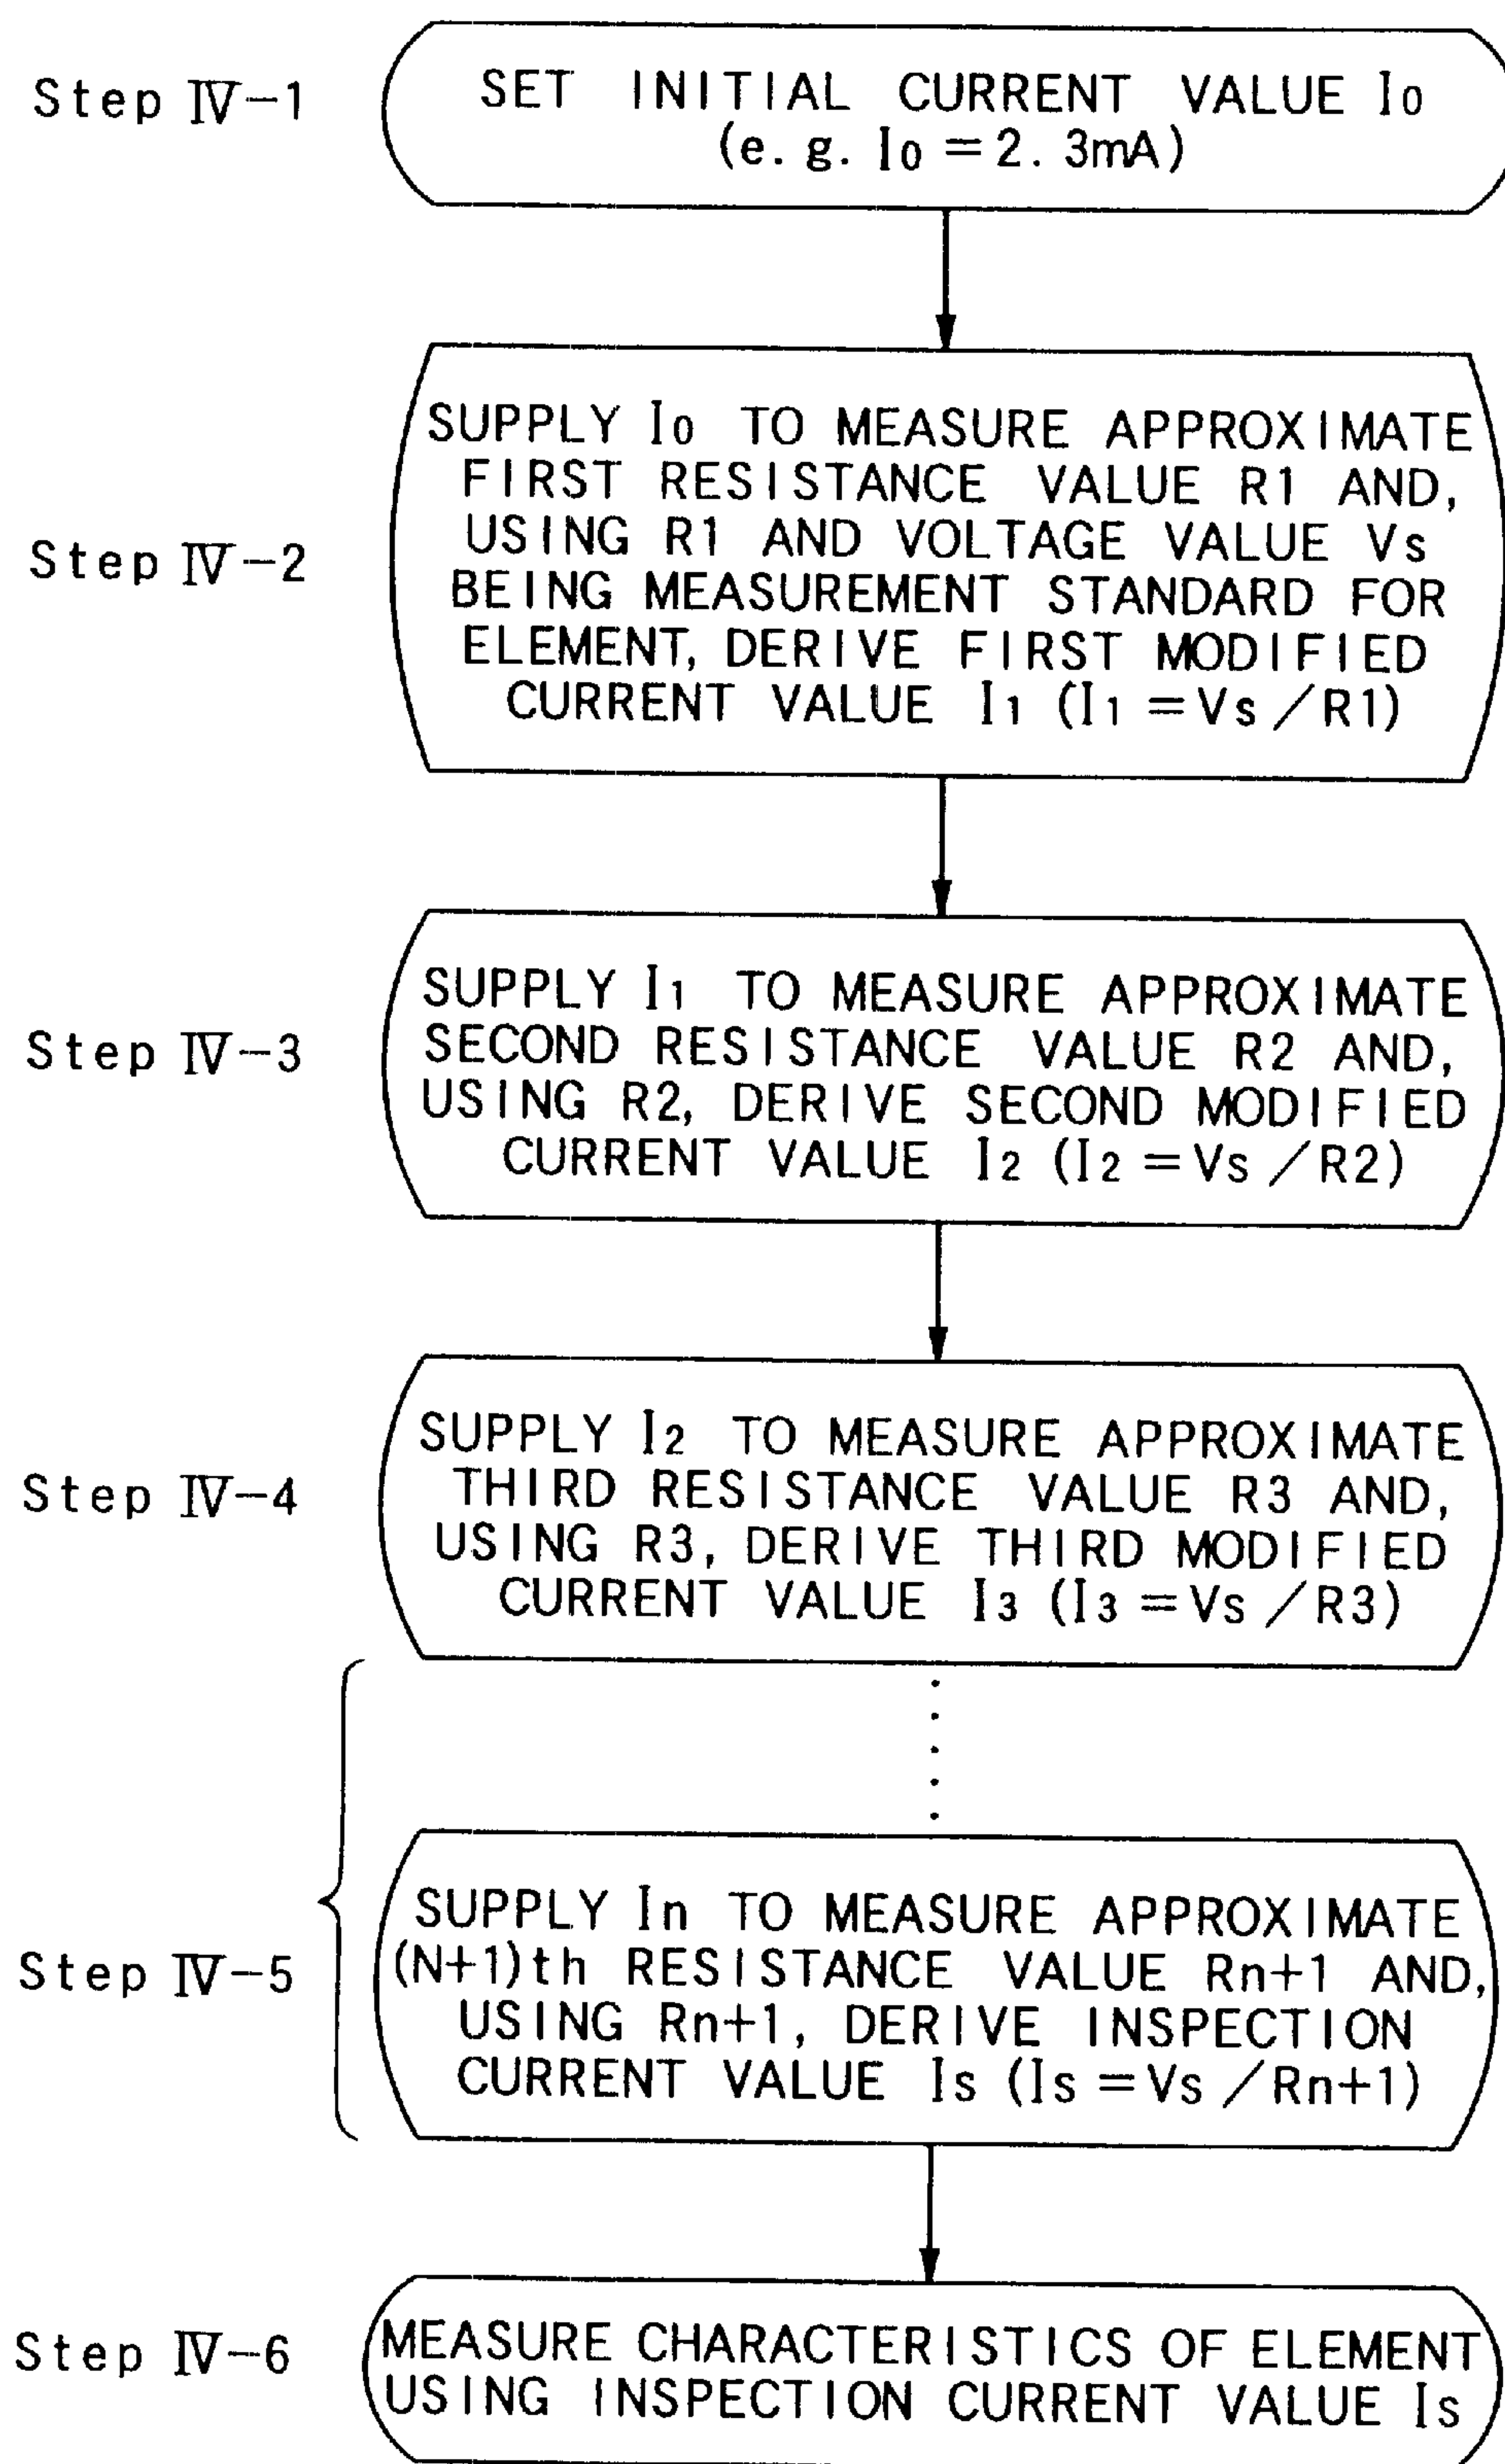 Step Ⅳ-1
SET INITIAL CURRENT VALUE I0
(e.g. I0 = 2.3mA)
Step Ⅳ-2
SUPPLY I0 TO MEASURE APPROXIMATE
FIRST RESISTANCE VALUE R1 AND,
USING R1 AND VOLTAGE VALUE Vs
BEING MEASUREMENT STANDARD FOR
ELEMENT, DERIVE FIRST MODIFIED
CURRENT VALUE I1 (I1 = Vs / R1)
Step Ⅳ-3
SUPPLY I1 TO MEASURE APPROXIMATE
SECOND RESISTANCE VALUE R2 AND,
USING R2, DERIVE SECOND MODIFIED
CURRENT VALUE I2 (I2 = Vs / R2)
Step Ⅳ-4
SUPPLY I2 TO MEASURE APPROXIMATE
THIRD RESISTANCE VALUE R3 AND,
USING R3, DERIVE THIRD MODIFIED
CURRENT VALUE I3 (I3 = Vs / R3)
Step Ⅳ-5
SUPPLY In TO MEASURE APPROXIMATE
(N+1)th RESISTANCE VALUE Rn+1 AND,
USING Rn+1, DERIVE INSPECTION
CURRENT VALUE Is (Is = Vs / Rn+1)
Step Ⅳ-6
MEASURE CHARACTERISTICS OF ELEMENT
USING INSPECTION CURRENT VALUE Is